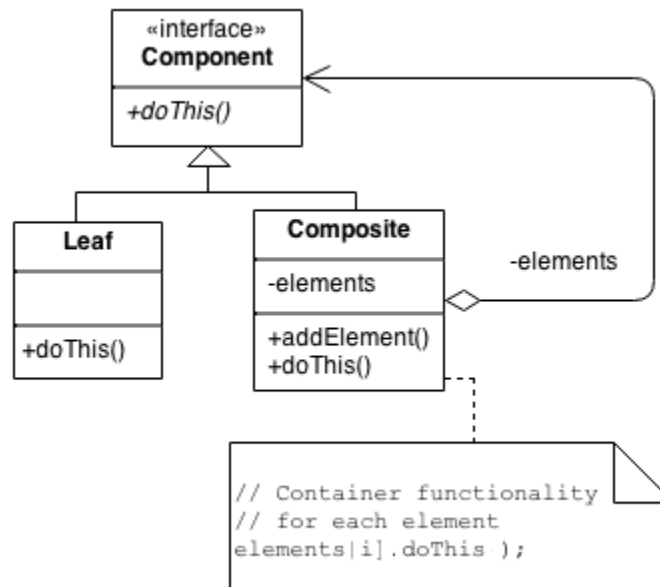 «interface»
Component
+doThis()
Leaf
+doThis()
Composite
-elements
+addElement()
+doThis()
-elements
// Container functionality
// for each element
elements[i].doThis );